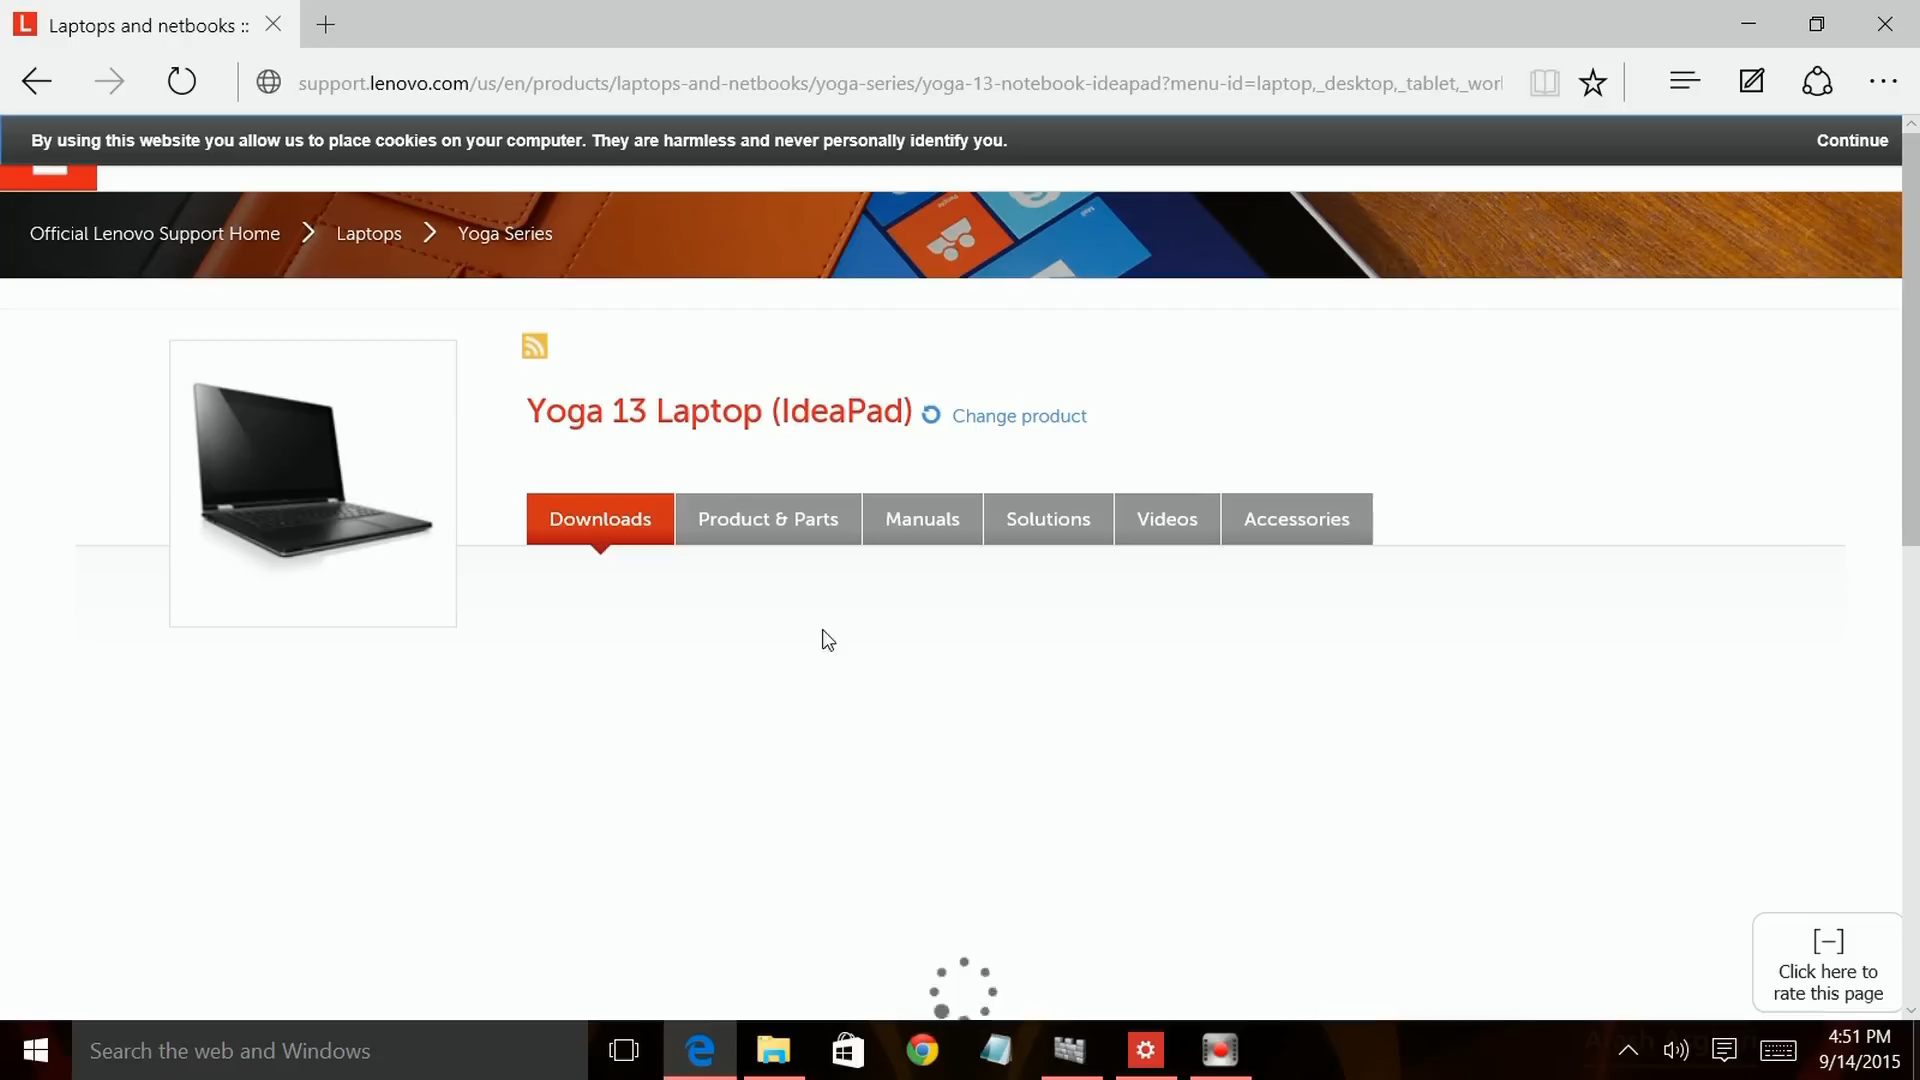 L Laptops and netbooks ::
support.lenovo.com/us/en/products/laptops-and-netbooks/yoga-series/yoga-13-notebook-ideapad?menu-id=laptop,_desktop,_tablet,_worl
By using this website you allow us to place cookies on your computer. They are harmless and never personally identify you.
Continue
Official Lenovo Support Home
Laptops
Yoga Series
Yoga 13 Laptop (IdeaPad)
Change product
Downloads
Product & Parts
Manuals
Solutions
Videos
Accessories
[–]
Click here to
rate this page
Search the web and Windows
4:51 PM
9/14/2015